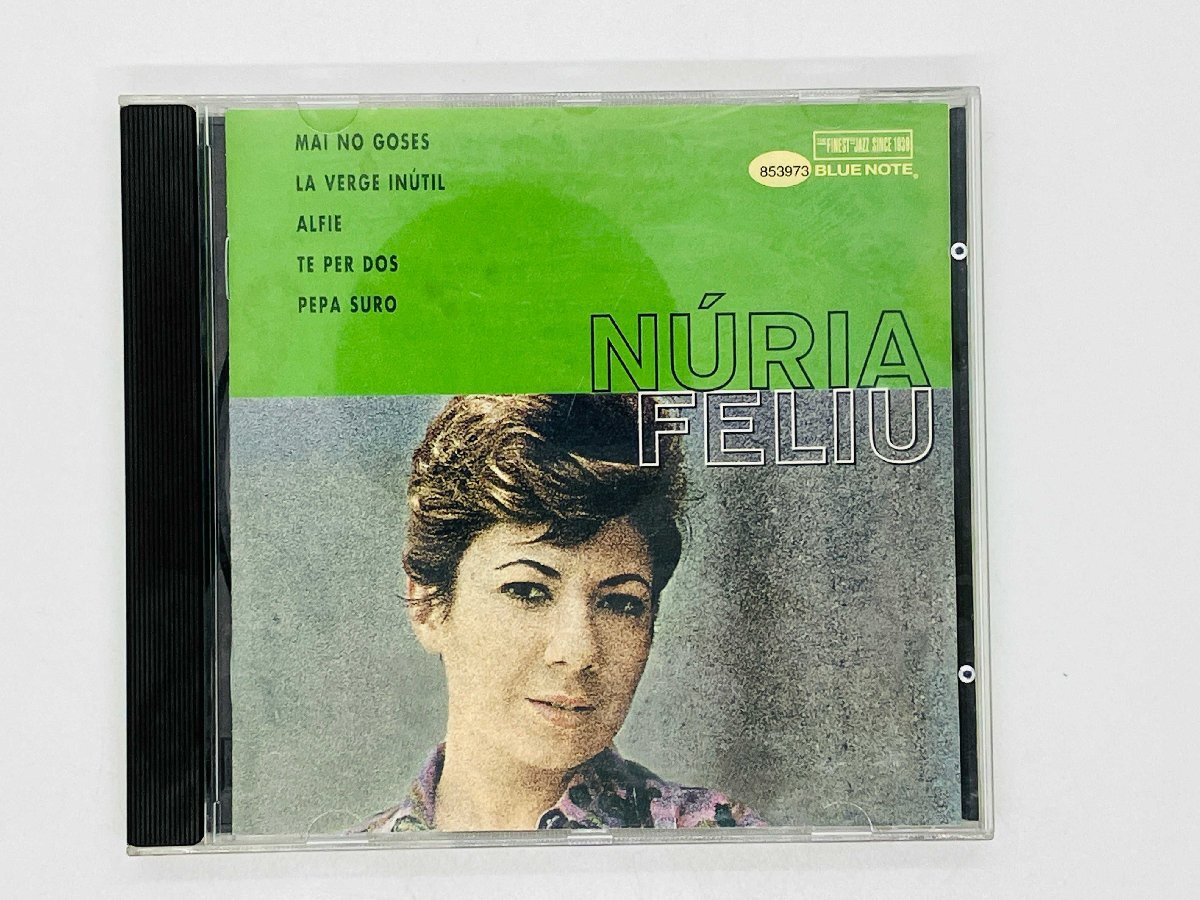 MAI NO GOSES
LA VERGE INÚTIL
ALFIE
TE PER DOS
PEPA SURO
THE FINEST IN JAZZ SINCE 1939
853973 BLUE NOTE®
NÚRIA
FELIU